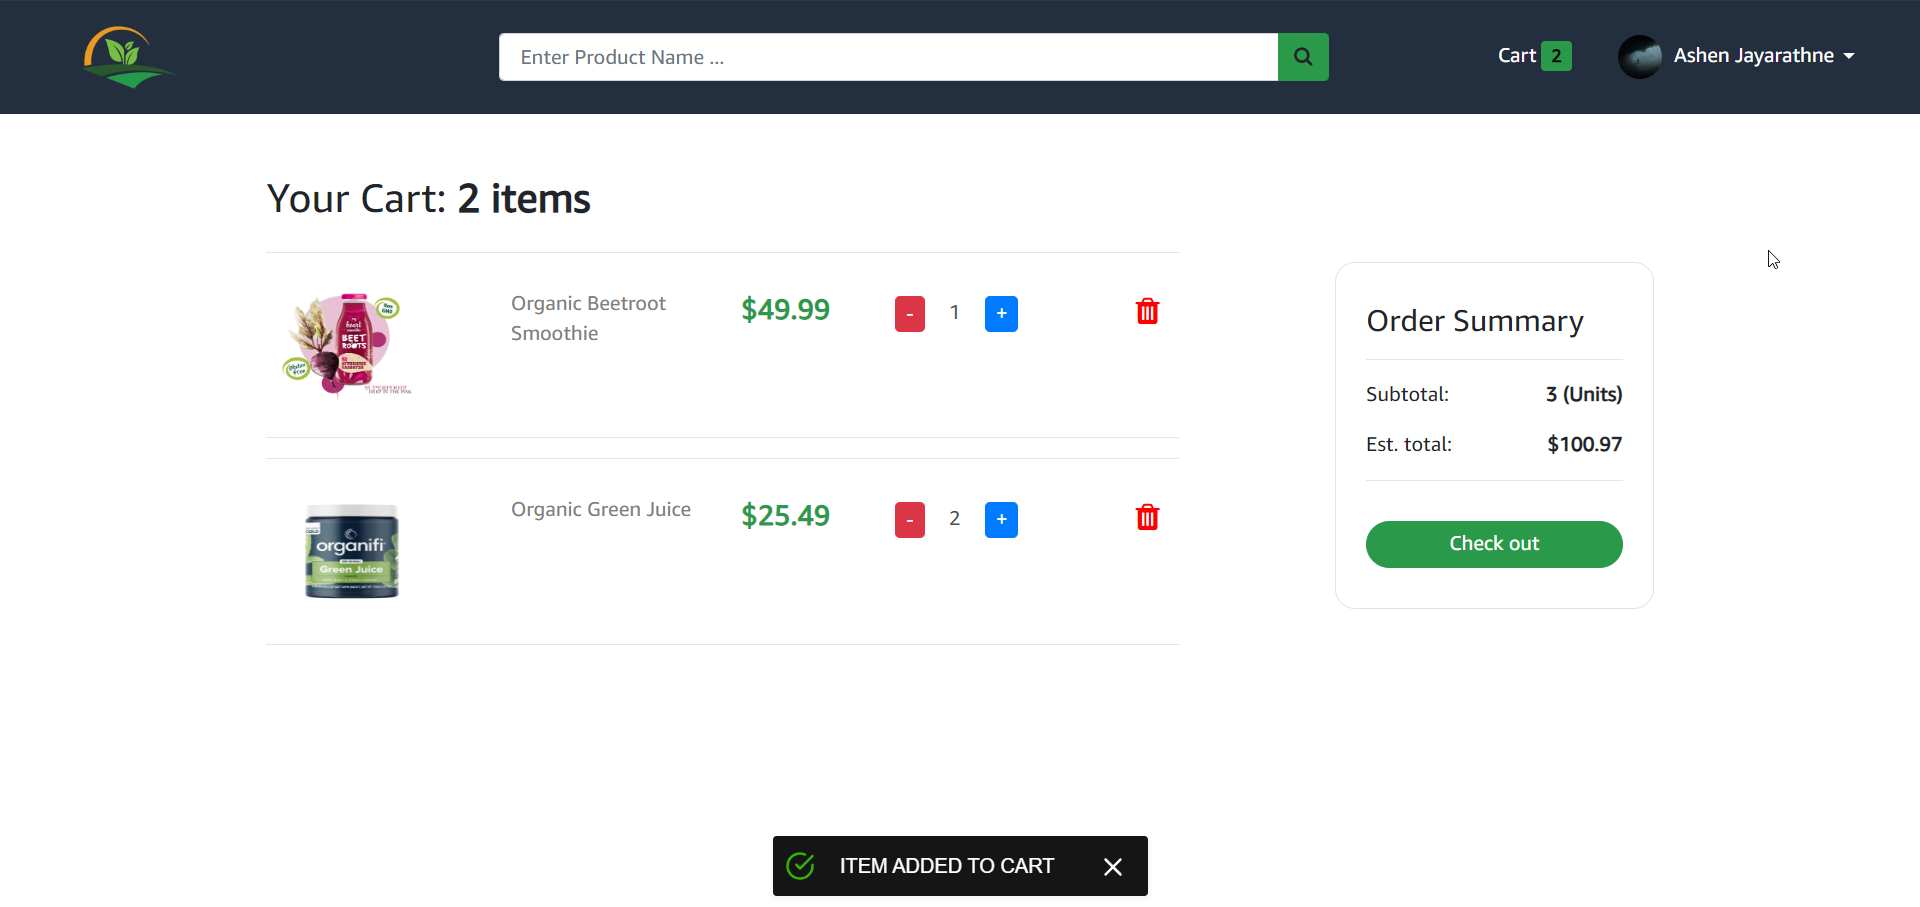 Enter Product Name ...
Cart 2
Ashen Jayarathne
Your Cart: 2 items
heart
BEET
ROOTS
Organic Beetroot
Smoothie
$49.99
-
1
+
organifi
Green Juice
Organic Green Juice
$25.49
-
2
+
Order Summary
Subtotal: 3 (Units)
Est. total: $100.97
Check out
ITEM ADDED TO CART